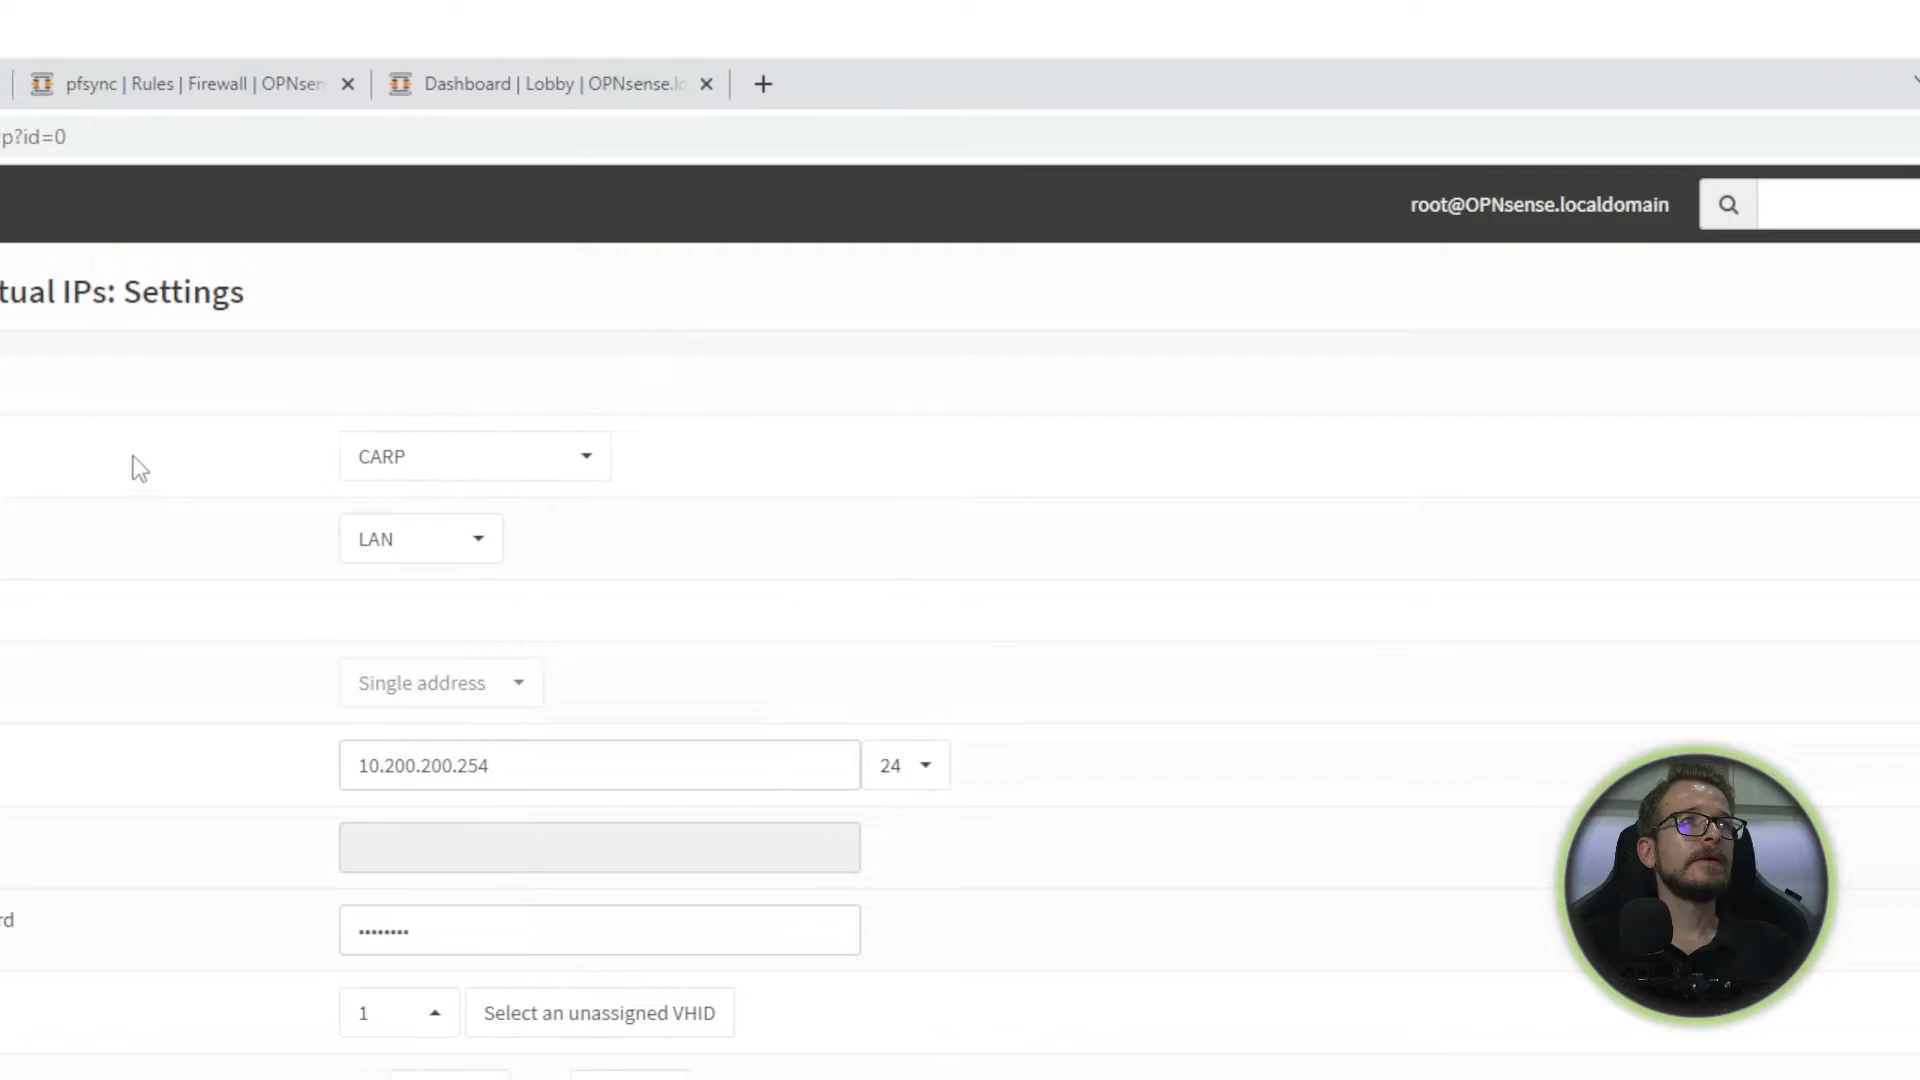 pfsync | Rules | Firewall | OPNsen
Dashboard | Lobby | OPNsense.lo
p?id=0
root@OPNsense.localdomain
tual IPs: Settings
CARP
LAN
Single address
10.200.200.254
24
rd
••••••••
1
Select an unassigned VHID